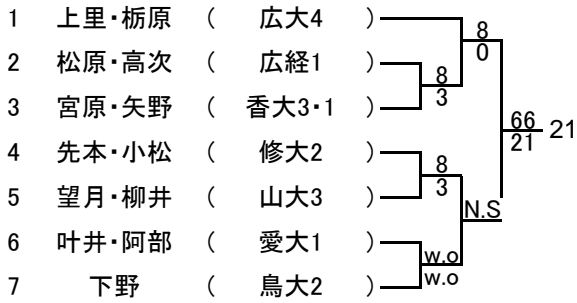 1 上里・栃原 ( 広大4 )
8
0
2 松原・高次 ( 広経1 )
8
3
3 宮原・矢野 ( 香大3・1 )
66
21
21
4 先本・小松 ( 修大2 )
8
3
5 望月・柳井 ( 山大3 )
N.S
6 叶井・阿部 ( 愛大1 )
w.o
w.o
7 下野 ( 鳥大2 )